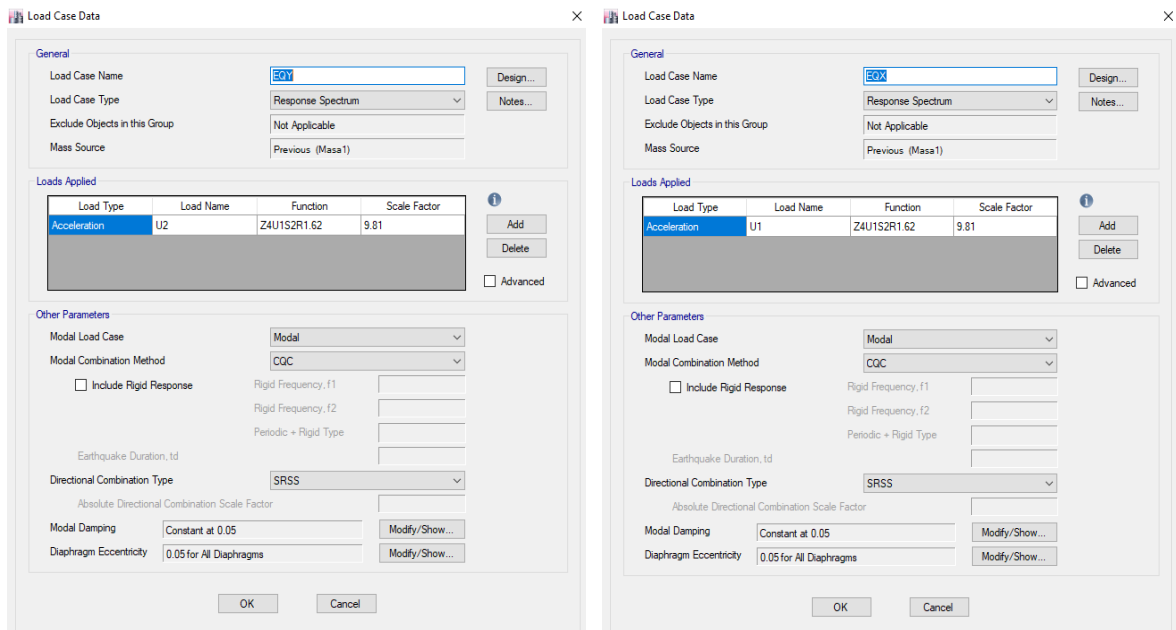 Load Case Data
General
Load Case Name EQY Design...
Load Case Type Response Spectrum Notes...
Exclude Objects in this Group Not Applicable
Mass Source Previous (Masa1)
Loads Applied
Load Type Load Name Function Scale Factor
Acceleration U2 Z4U1S2R1.62 9.81
Add
Delete
Advanced
Other Parameters
Modal Load Case Modal
Modal Combination Method CQC
Include Rigid Response Rigid Frequency, f1
Rigid Frequency, f2
Periodic + Rigid Type
Earthquake Duration, td
Directional Combination Type SRSS
Absolute Directional Combination Scale Factor
Modal Damping Constant at 0.05 Modify/Show...
Diaphragm Eccentricity 0.05 for All Diaphragms Modify/Show...
OK Cancel
Load Case Data
General
Load Case Name EQX Design...
Load Case Type Response Spectrum Notes...
Exclude Objects in this Group Not Applicable
Mass Source Previous (Masa1)
Loads Applied
Load Type Load Name Function Scale Factor
Acceleration U1 Z4U1S2R1.62 9.81
Add
Delete
Advanced
Other Parameters
Modal Load Case Modal
Modal Combination Method CQC
Include Rigid Response Rigid Frequency, f1
Rigid Frequency, f2
Periodic + Rigid Type
Earthquake Duration, td
Directional Combination Type SRSS
Absolute Directional Combination Scale Factor
Modal Damping Constant at 0.05 Modify/Show...
Diaphragm Eccentricity 0.05 for All Diaphragms Modify/Show...
OK Cancel